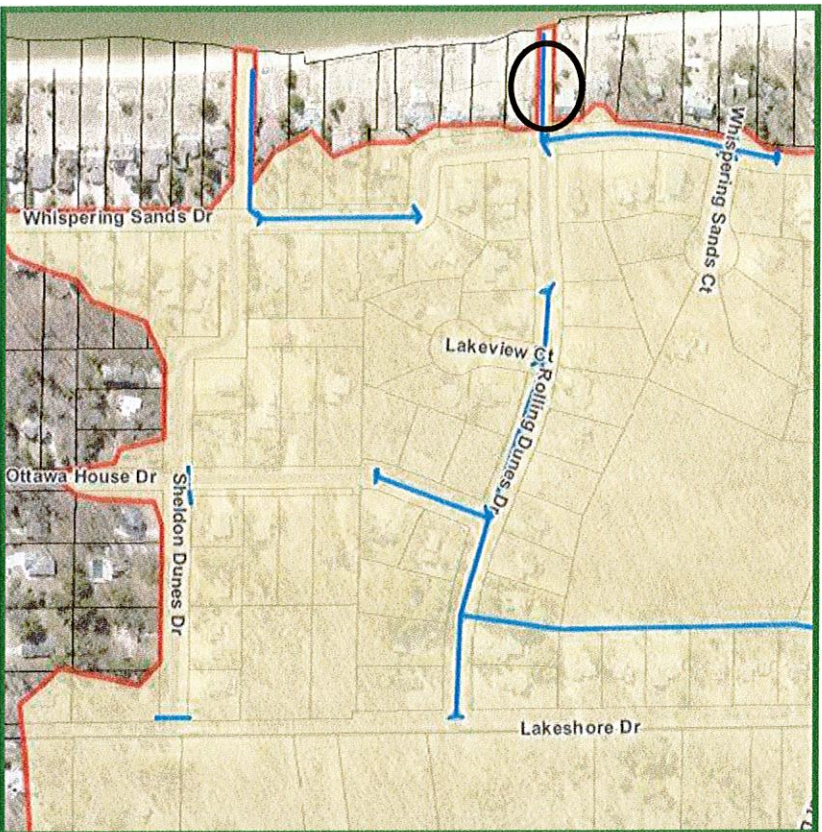 Whispering Sands Dr
Whispering Sands Ct
Lakeview Ct
Rolling Dunes Dr
Ottawa House Dr
Sheldon Dunes Dr
Lakeshore Dr